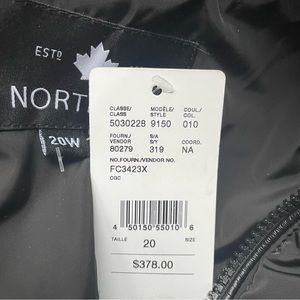 ESTD
NORT
20W
CLASSE/ MODÈLE/ COUL./
CLASS STYLE COL.
5030228 9150 010
FOURN./ S/A
VENDOR S/Y COORD.
80279 319 NA
NO.FOURN./VENDOR NO.
FC3423X
CGC
4 50150 55010 6
TAILLE 20 SIZE
$378.00